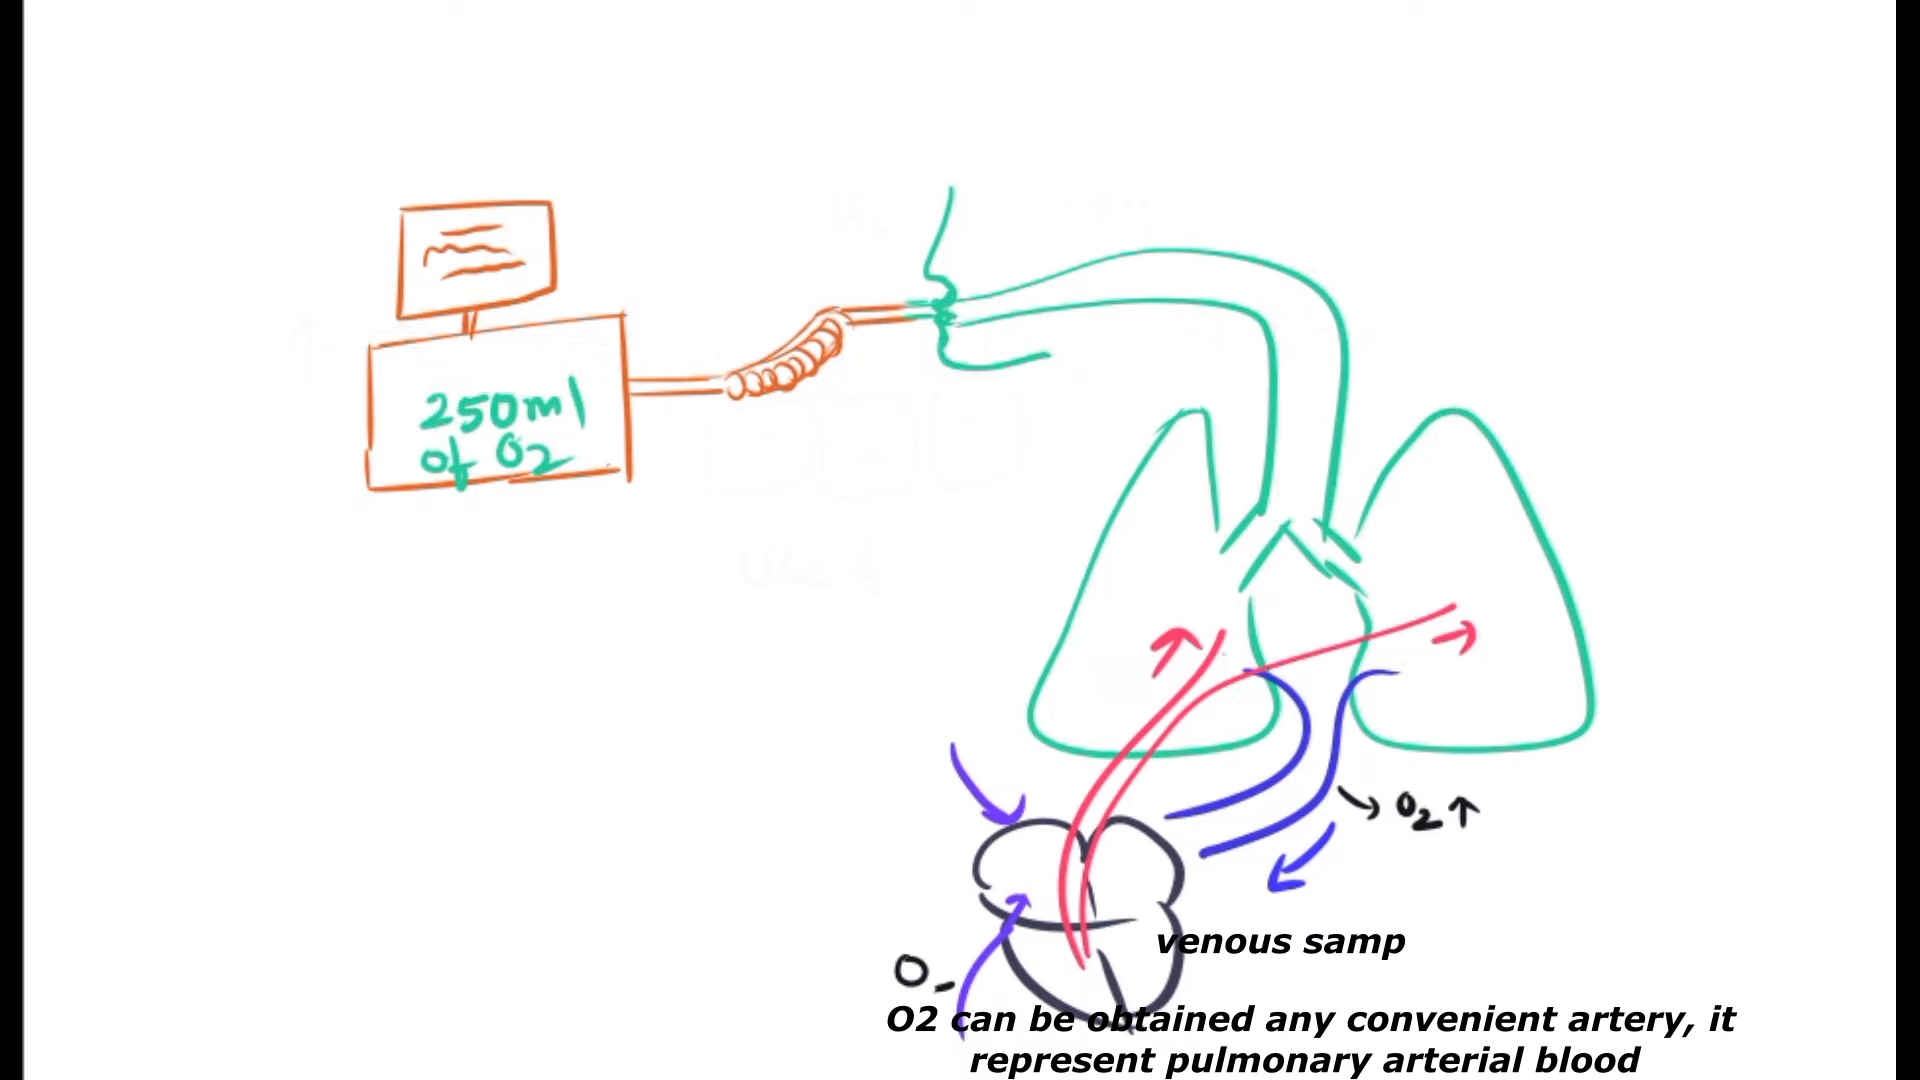 250ml
of O2
O2 ↑
venous samp
O
O2 can be obtained any convenient artery, it
represent pulmonary arterial blood